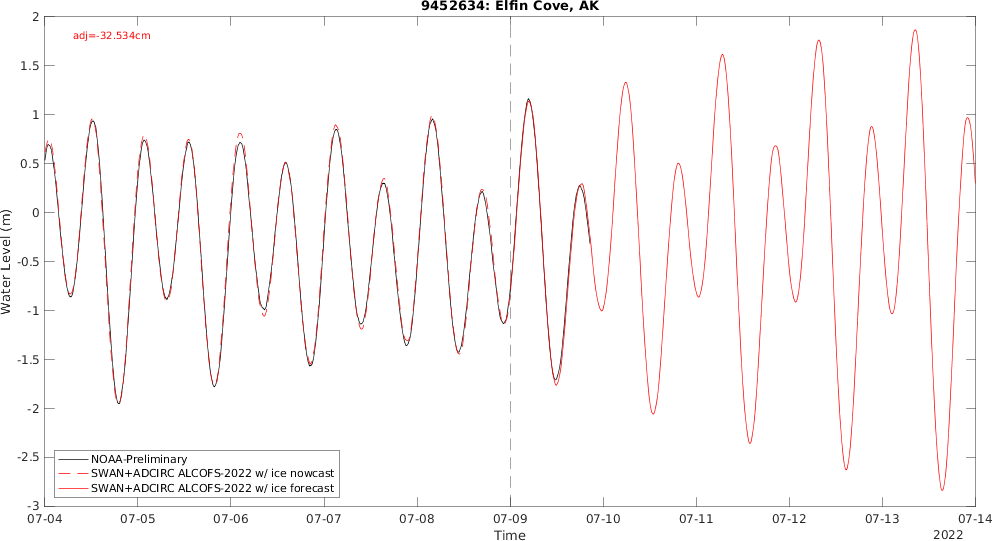 9452634: Elfin Cove, AK
adj=-32.534cm
2
1.5
1
0.5
0
-0.5
-1
-1.5
-2
-2.5
-3
Water Level (m)
NOAA-Preliminary
SWAN+ADCIRC ALCOFS-2022 w/ ice nowcast
SWAN+ADCIRC ALCOFS-2022 w/ ice forecast
07-04 07-05 07-06 07-07 07-08 07-09 07-10 07-11 07-12 07-13 07-14
Time
2022